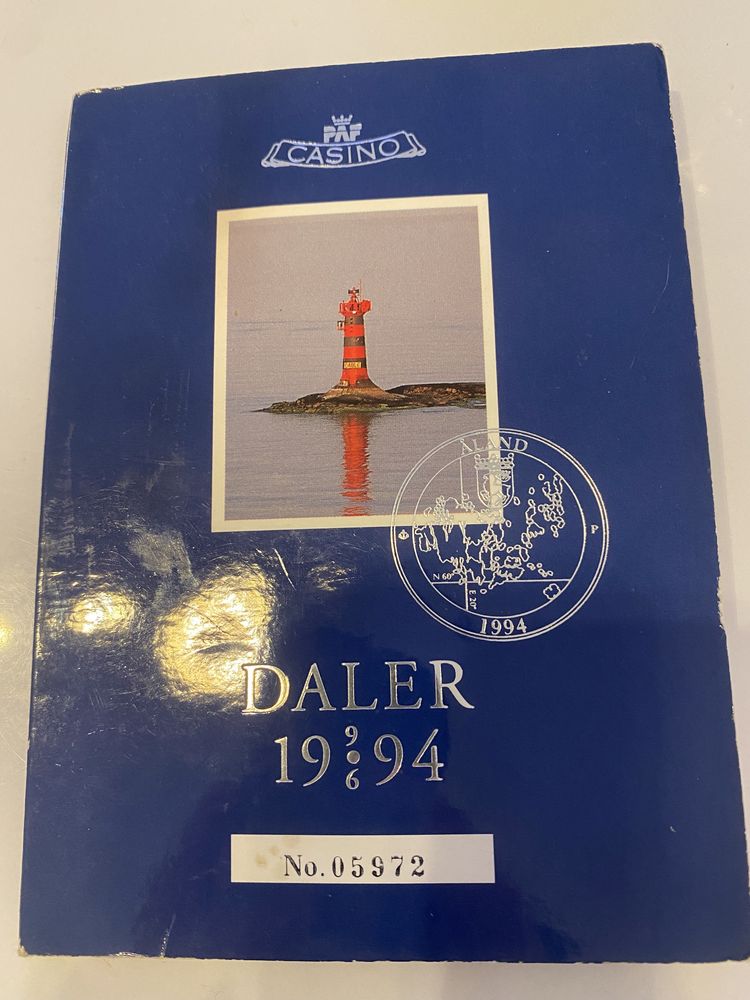 PAF
CASINO
ÅLAND
P
N 60°
E 20°
1994
DALER
19 9 • 6 94
No. 05972